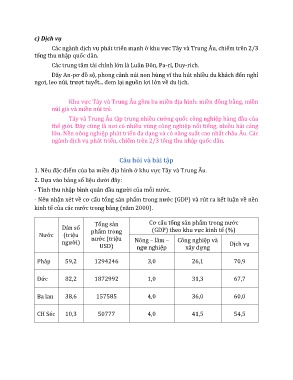 c) Dịch vụ
Các ngành dịch vụ phát triển mạnh ở khu vực Tây và Trung Âu, chiếm trên 2/3
tổng thu nhập quốc dân.
Các trung tâm tài chính lớn là Luân Đôn, Pa-ri, Duy-rich.
Dãy An-pơ đồ sộ, phong cảnh núi non hùng vĩ thu hút nhiều du khách đến nghỉ
ngơi, leo núi, trượt tuyết... đem lại nguồn lợi lớn về du lịch.
Khu vực Tây và Trung Âu gồm ba miền địa hình: miền đồng bằng, miền
núi già và miền núi trẻ.
Tây và Trung Âu tập trung nhiều cường quốc công nghiệp hàng đầu của
thế giới. Đây cũng là nơi có nhiều vùng công nghiệp nổi tiếng, nhiều hải cảng
lớn. Nền nông nghiệp phát triển đa dạng và có năng suất cao nhất châu Âu. Các
ngành dịch vụ phát triển, chiếm trên 2/3 tổng thu nhập quốc dân.
Câu hỏi và bài tập
1. Nêu đặc điểm của ba miền địa hình ở khu vực Tây và Trung Âu.
2. Dựa vào bảng số liệu dưới đây:
- Tính thu nhập bình quân đầu người của mỗi nước.
- Nêu nhận xét về cơ cấu tổng sản phẩm trong nước (GDP) và rút ra kết luận về nền
kinh tế của các nước trong bảng (năm 2000).
Nước Dân số (triệu người) Tổng sản phẩm trong nước (triệu USD) Cơ cấu tổng sản phẩm trong nước (GDP) theo khu vực kinh tế (%)
Nông – lâm – ngư nghiệp Công nghiệp và xây dựng Dịch vụ
Pháp 59,2 1294246 3,0 26,1 70,9
Đức 82,2 1872992 1,0 31,3 67,7
Ba lan 38,6 157585 4,0 36,0 60,0
CH Séc 10,3 50777 4,0 41,5 54,5